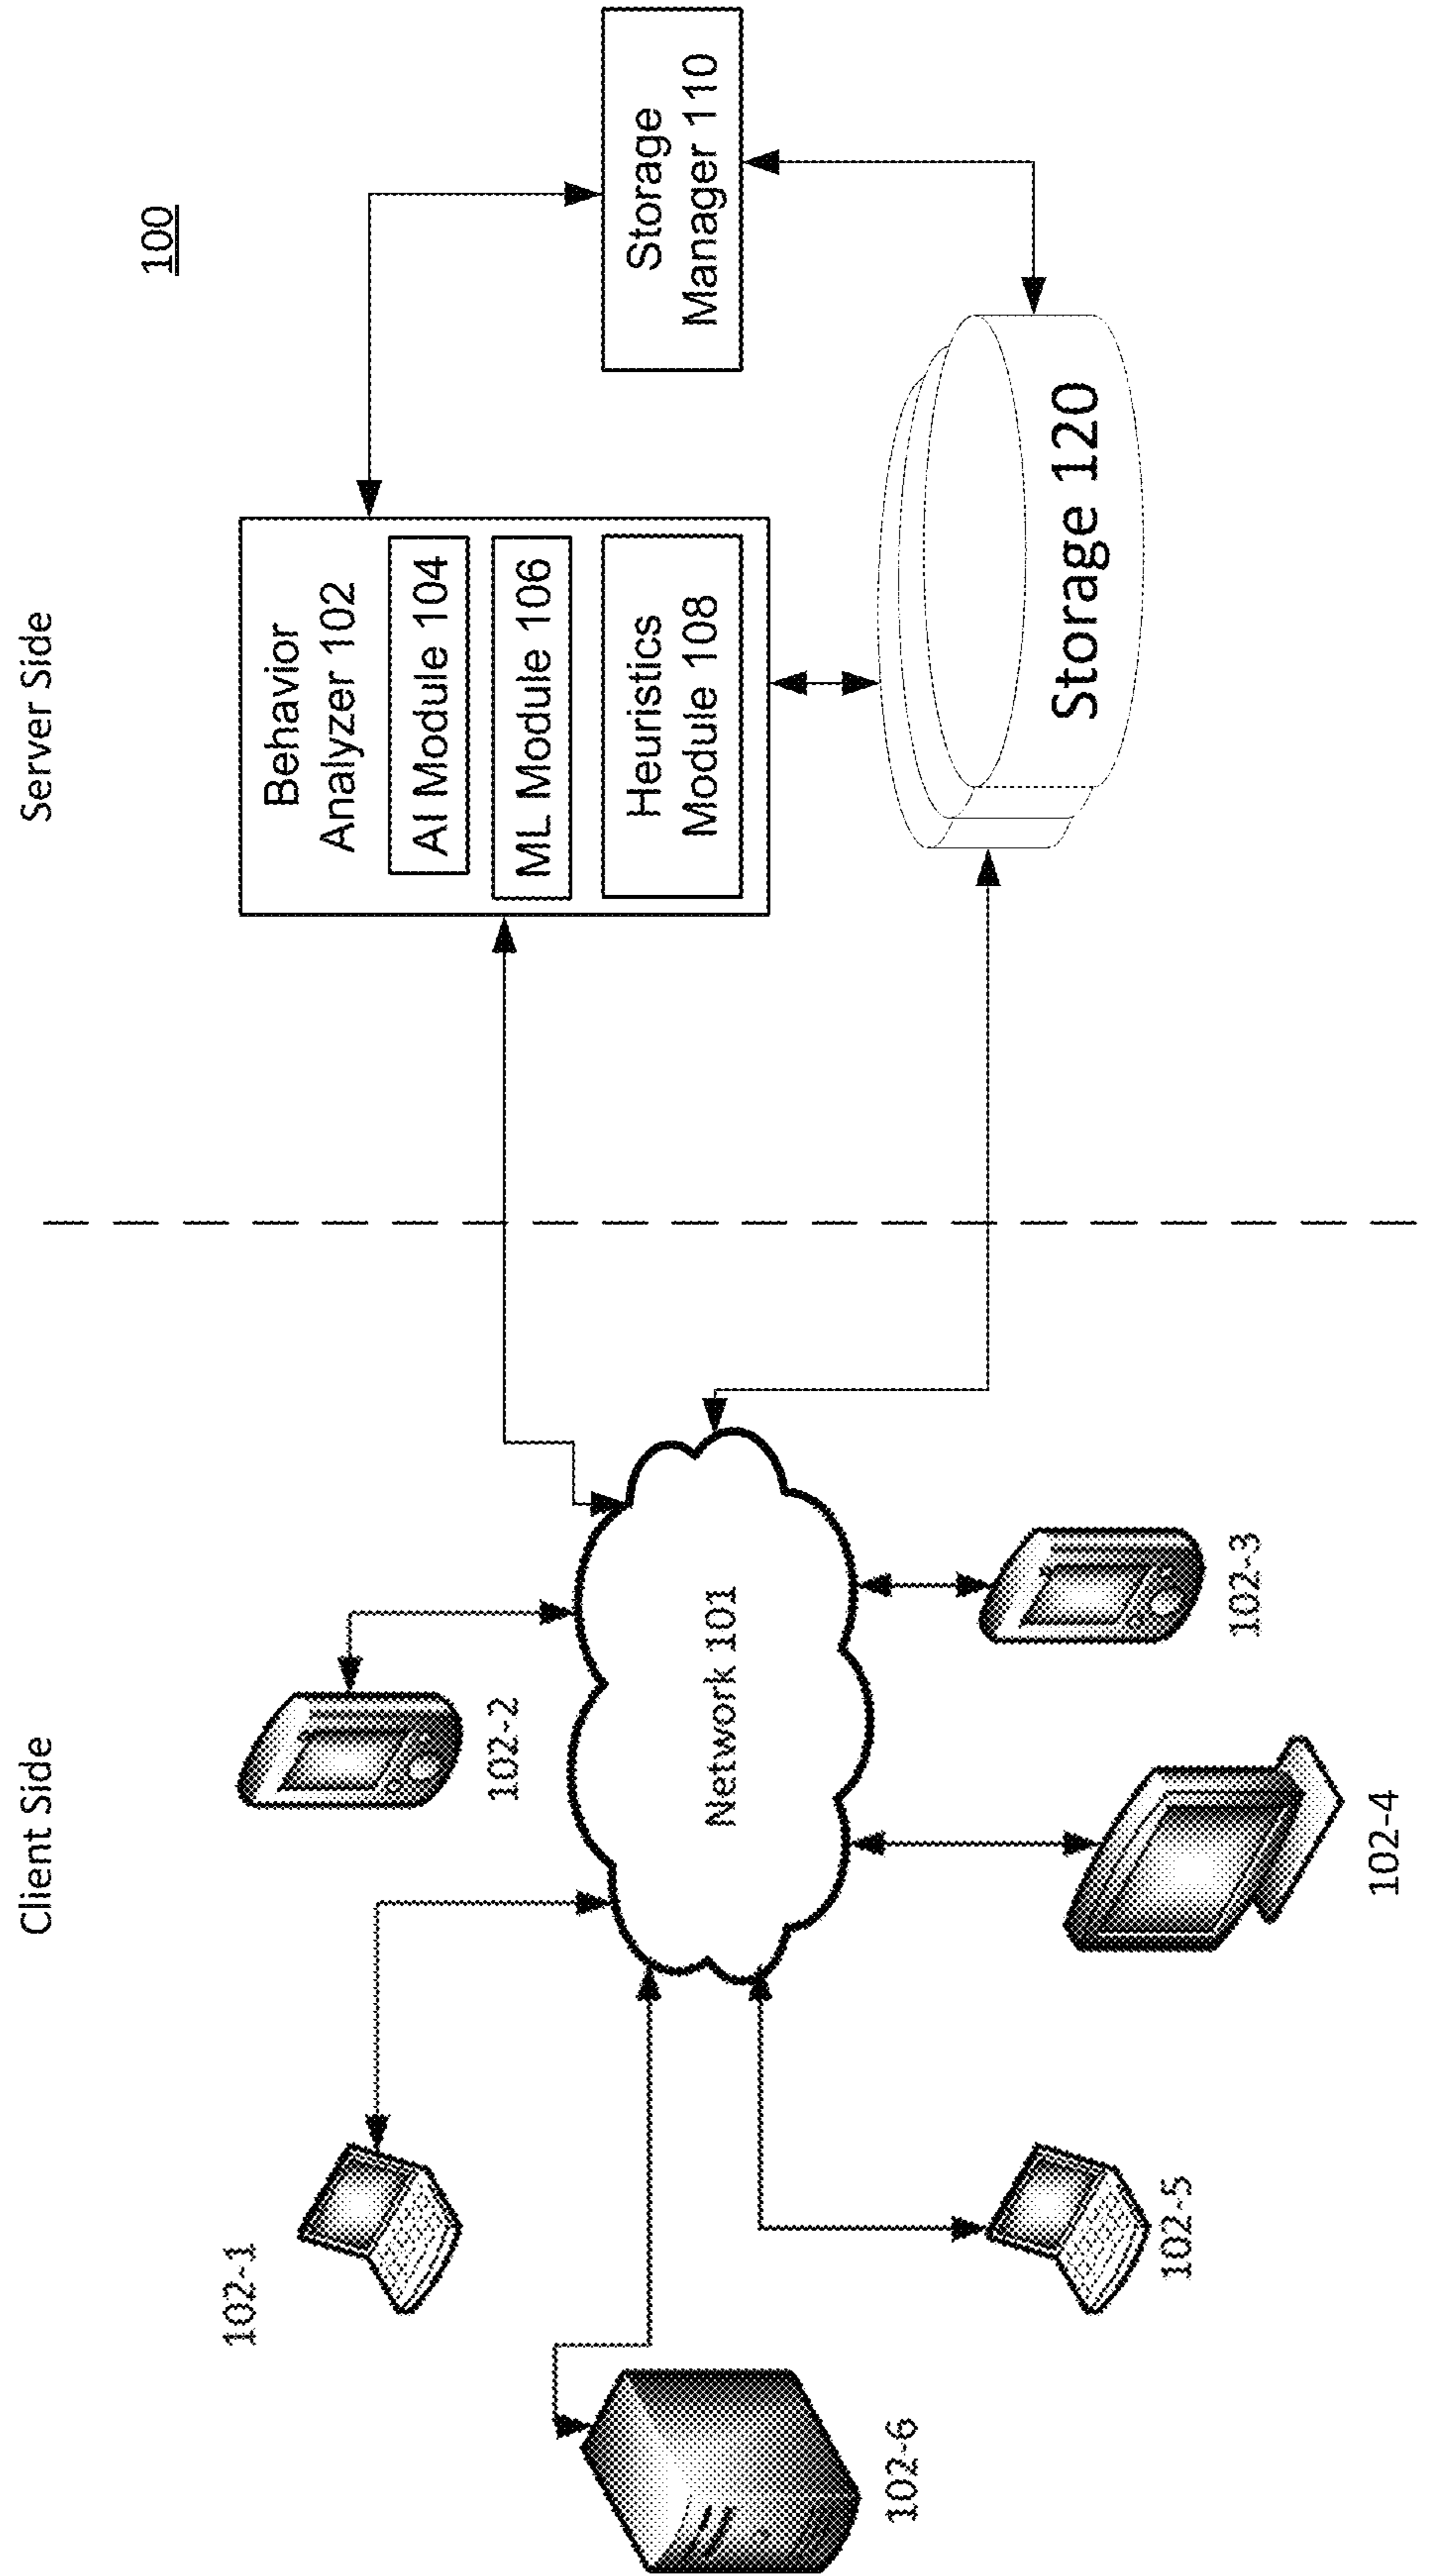 Client Side
Server Side
100
102-1
102-2
102-6
Network 101
102-5
102-4
102-3
Behavior
Analyzer 102
AI Module 104
ML Module 106
Heuristics
Module 108
Storage
Manager 110
Storage 120